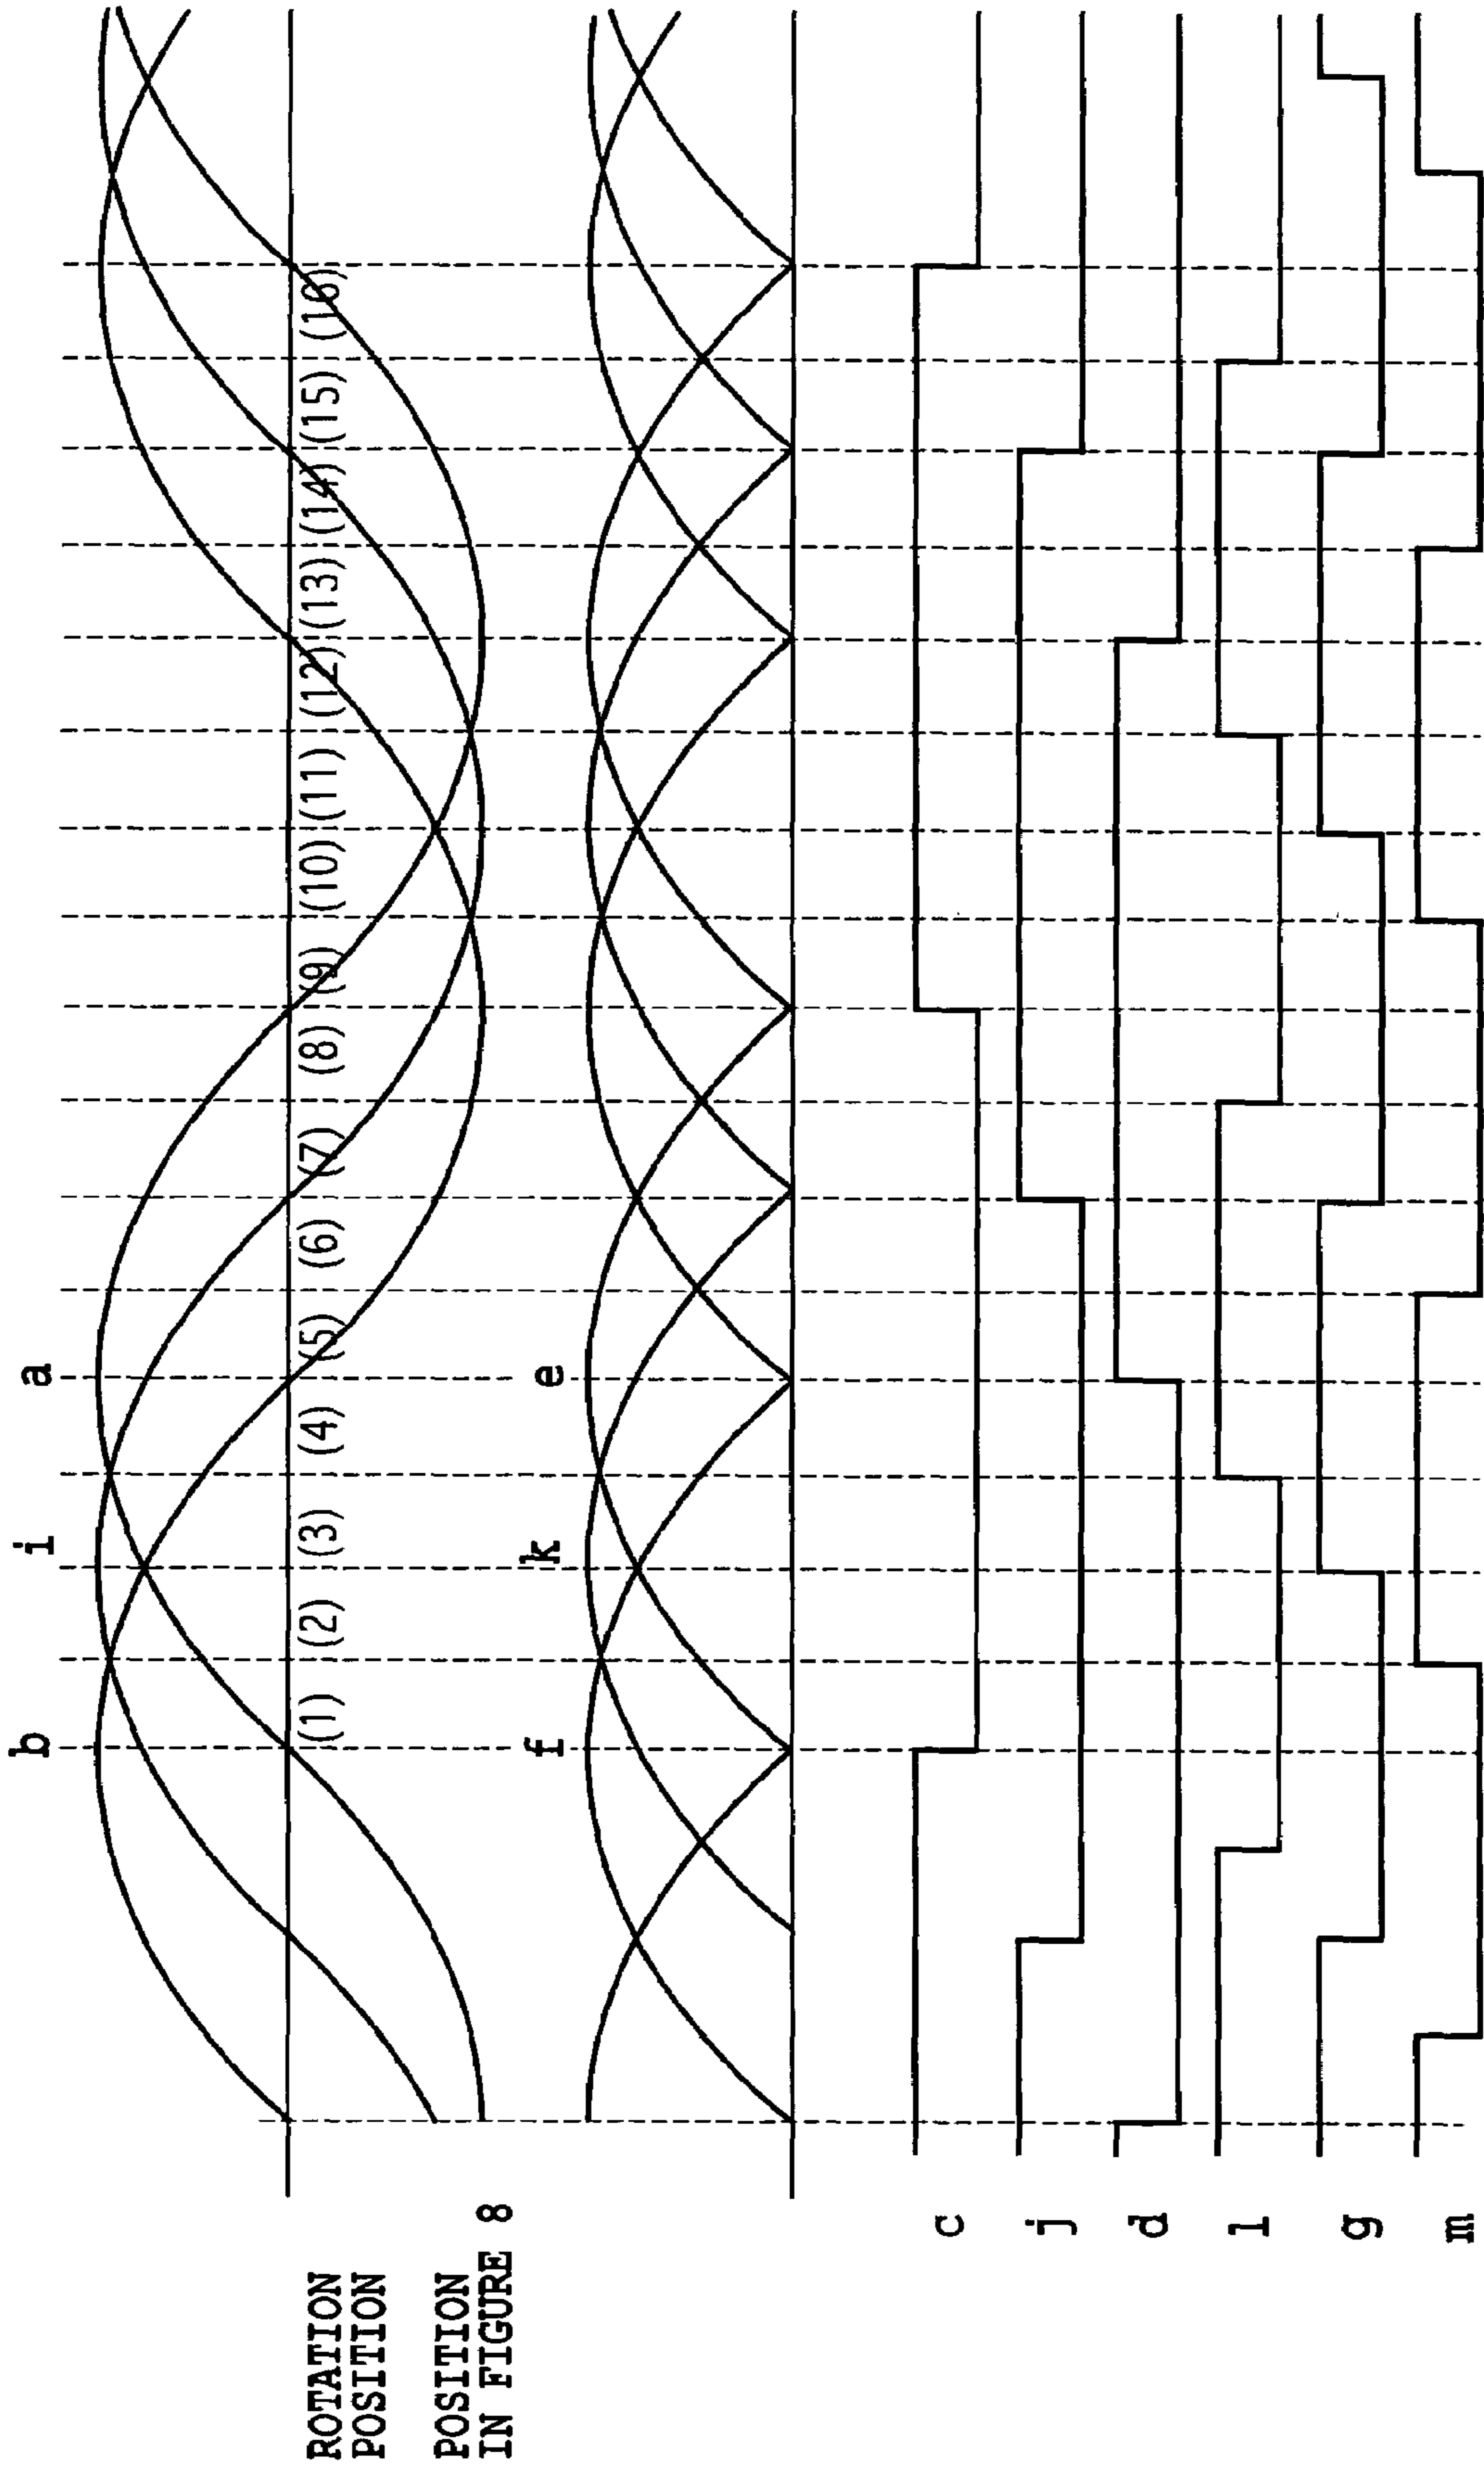 b i a
ROTATION
POSITION
(1) (2) (3) (4) (5) (6) (7) (8) (9) (10) (11) (12) (13) (14) (15) (16)
POSITION
IN FIGURE 8
f k e
c
j
d
l
g
m